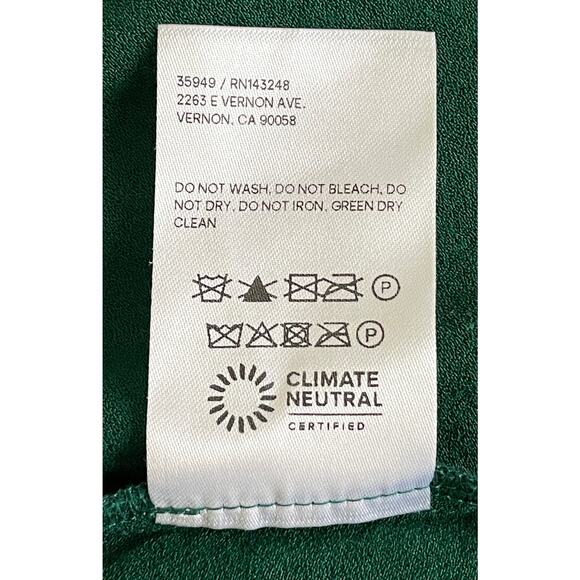 35949 / RN143248
2263 E VERNON AVE.
VERNON, CA 90058
DO NOT WASH, DO NOT BLEACH, DO
NOT DRY, DO NOT IRON, GREEN DRY
CLEAN
P
P
CLIMATE
NEUTRAL
CERTIFIED